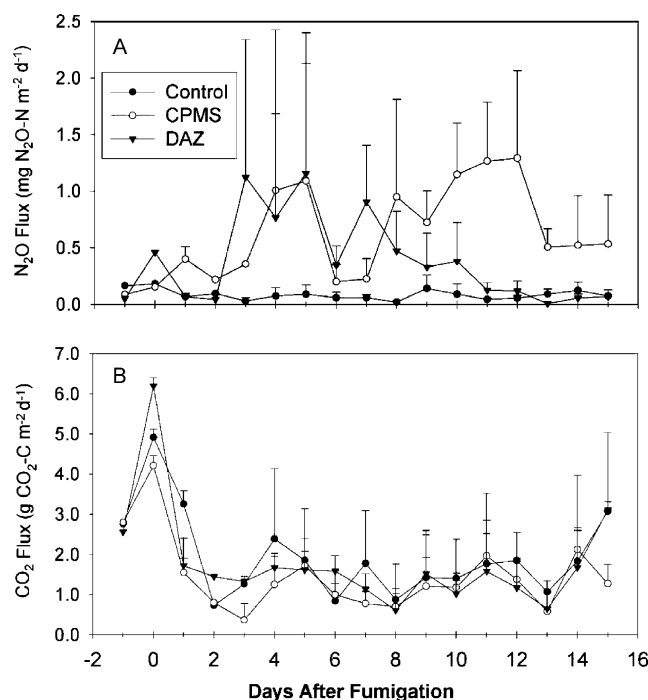 A
Control
CPMS
DAZ
N₂O Flux (mg N₂O-N m⁻² d⁻¹)
2.5
2.0
1.5
1.0
0.5
0.0
B
CO₂ Flux (g CO₂-C m⁻² d⁻¹)
7.0
6.0
5.0
4.0
3.0
2.0
1.0
0.0
-2 0 2 4 6 8 10 12 14 16
Days After Fumigation